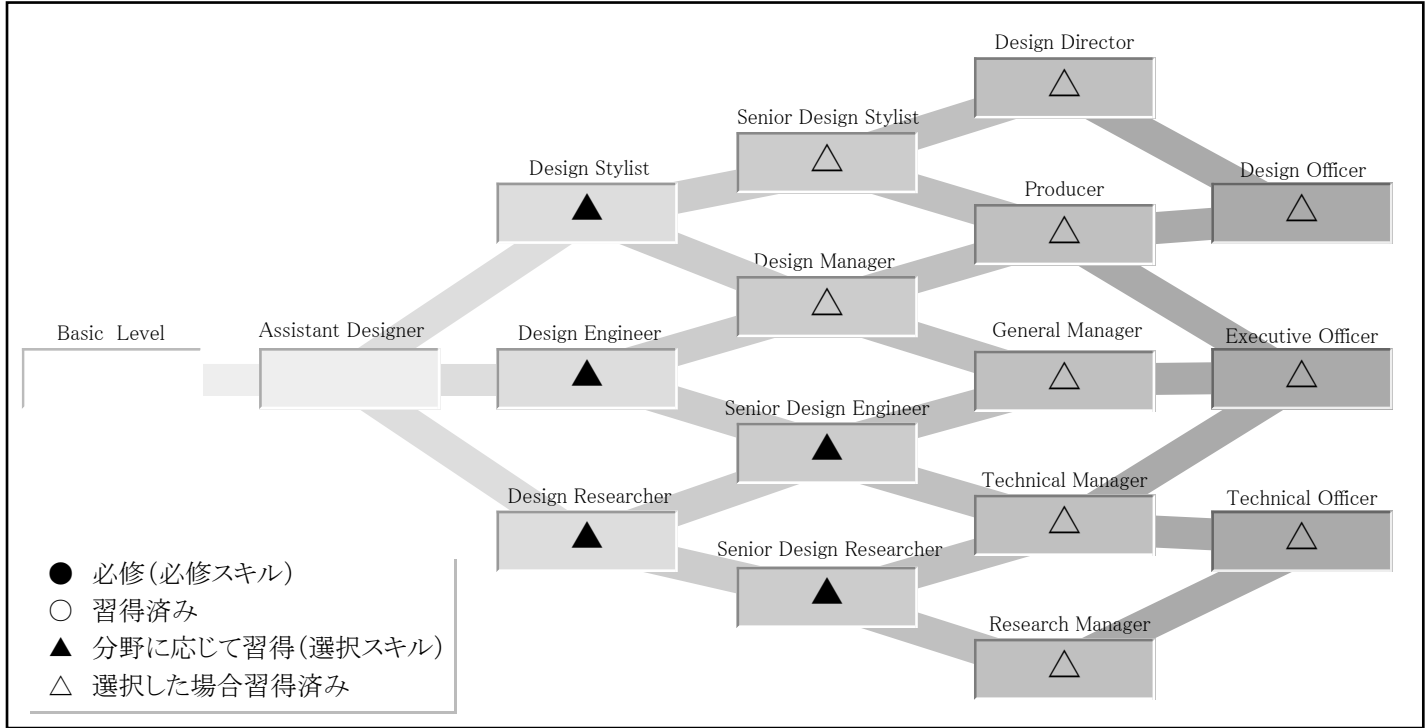 Design Director
Senior Design Stylist
Design Stylist
Design Officer
Producer
Design Manager
Basic Level
Assistant Designer
Design Engineer
General Manager
Executive Officer
Senior Design Engineer
Design Researcher
Technical Manager
Technical Officer
Senior Design Researcher
Research Manager
● 必修(必修スキル)
○ 習得済み
▲ 分野に応じて習得(選択スキル)
△ 選択した場合習得済み